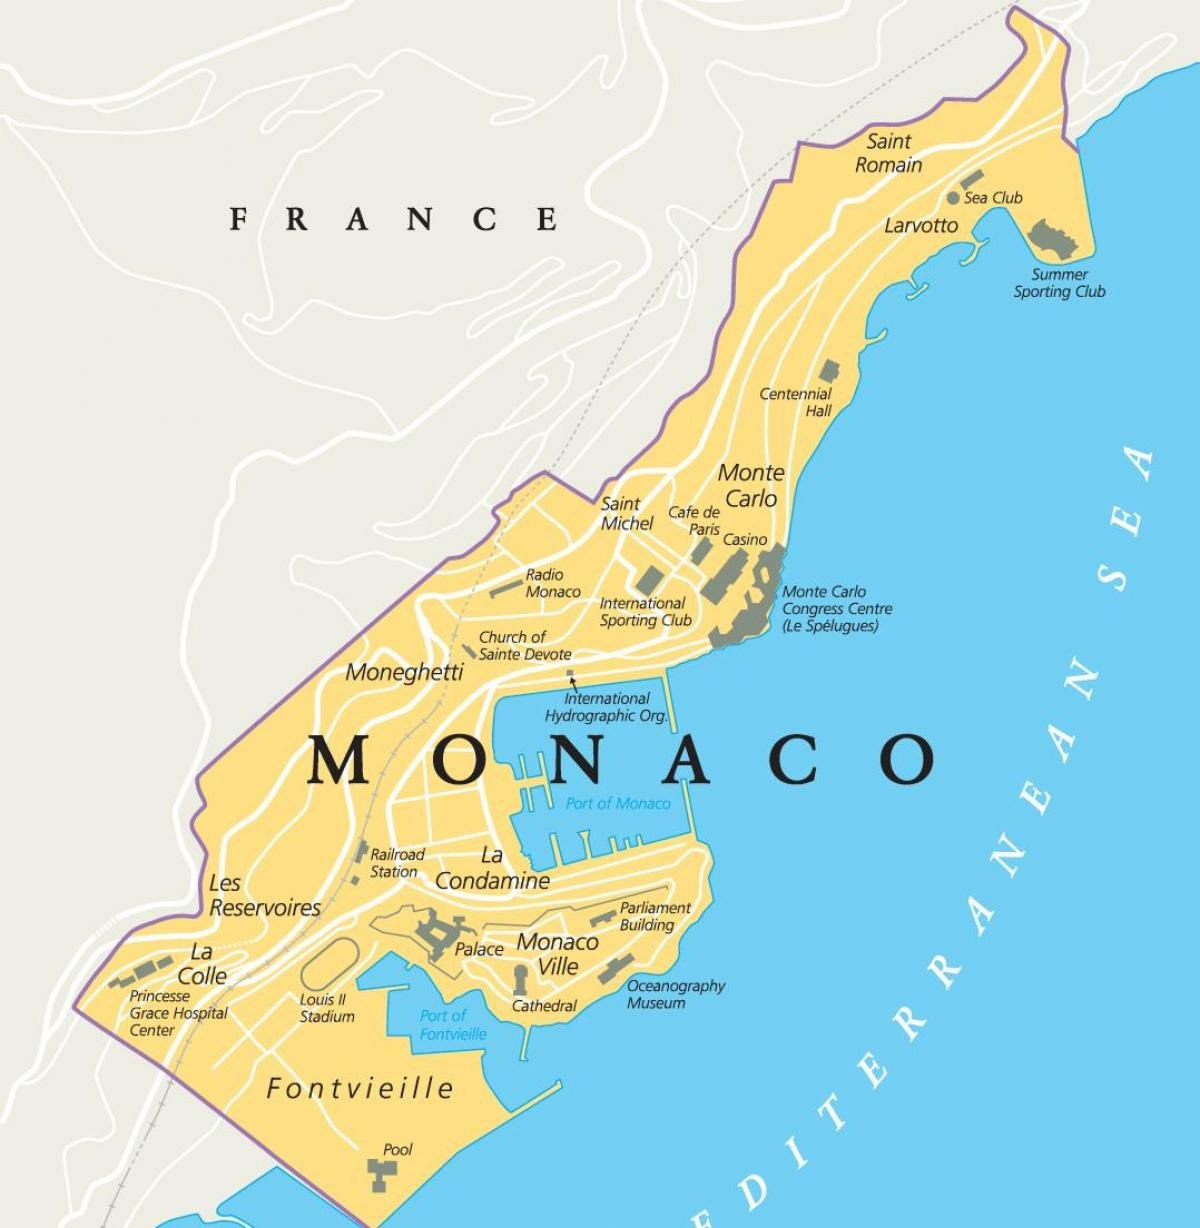 FRANCE
Saint
Romain
Sea Club
Larvotto
Summer
Sporting Club
Centennial
Hall
Monte
Carlo
Saint
Michel
Cafe de
Paris
Casino
Radio
Monaco
International
Sporting Club
Monte Carlo
Congress Centre
(Le Spélugues)
Church of
Sainte Devote
Moneghetti
International
Hydrographic Org.
MONACO
Port of Monaco
Railroad
Station
La
Condamine
Les
Reservoires
Parliament
Building
Palace
Monaco
Ville
La
Colle
Princesse
Grace Hospital
Center
Louis II
Stadium
Cathedral
Oceanography
Museum
Port of
Fontvieille
Fontvieille
Pool
EDITERRANEAN SEA